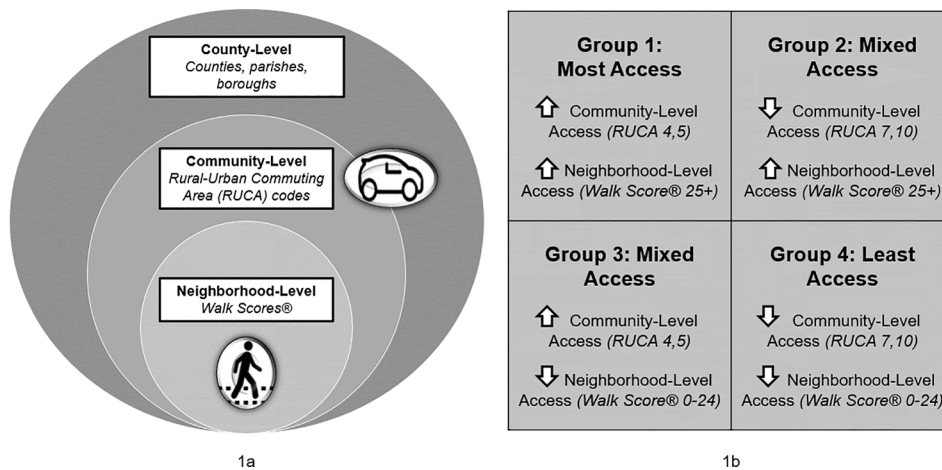 County-Level
Counties, parishes,
boroughs
Community-Level
Rural-Urban Commuting
Area (RUCA) codes
Neighborhood-Level
Walk Scores®
1a
Group 1:
Most Access
Community-Level
Access (RUCA 4,5)
Neighborhood-Level
Access (Walk Score® 25+)
Group 2: Mixed
Access
Community-Level
Access (RUCA 7,10)
Neighborhood-Level
Access (Walk Score® 25+)
Group 3: Mixed
Access
Community-Level
Access (RUCA 4,5)
Neighborhood-Level
Access (Walk Score® 0-24)
Group 4: Least
Access
Community-Level
Access (RUCA 7,10)
Neighborhood-Level
Access (Walk Score® 0-24)
1b